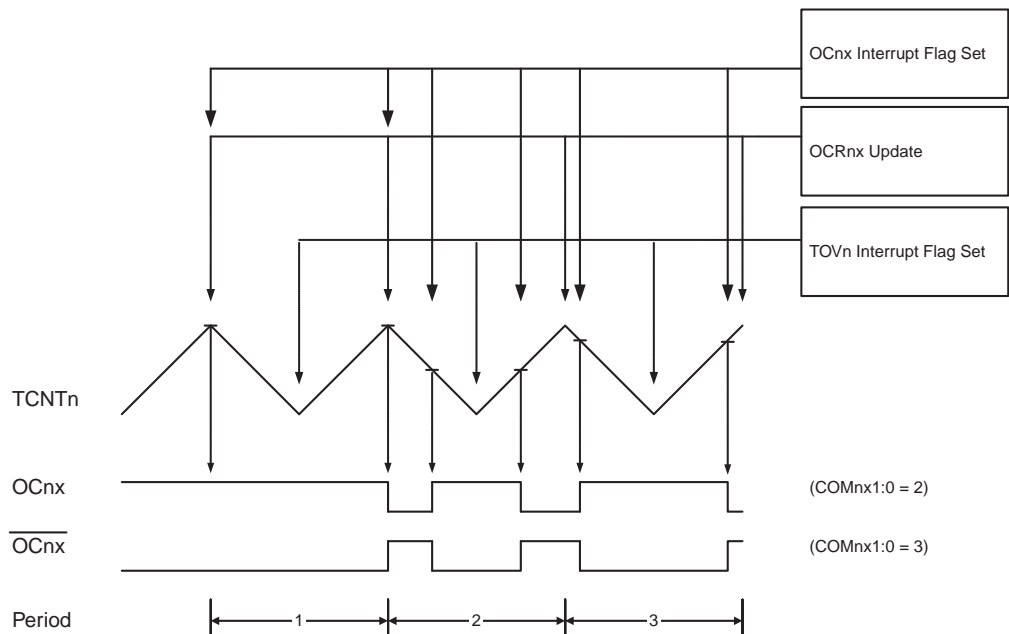 OCnx Interrupt Flag Set
OCRnx Update
TOVn Interrupt Flag Set
TCNTn
OCnx
(COMnx1:0 = 2)
OCnx
(COMnx1:0 = 3)
Period
1
2
3